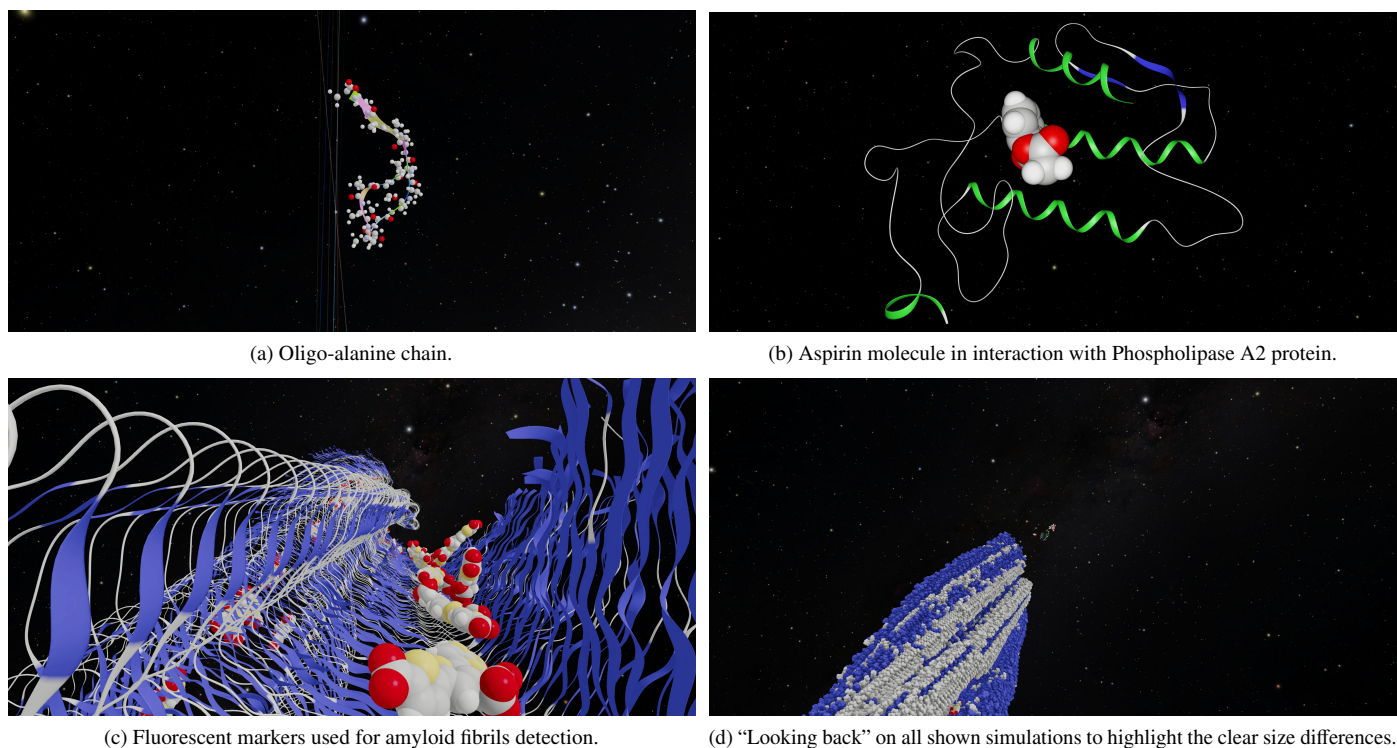 (a) Oligo-alanine chain.
(b) Aspirin molecule in interaction with Phospholipase A2 protein.
(c) Fluorescent markers used for amyloid fibrils detection.
(d) “Looking back” on all shown simulations to highlight the clear size differences.